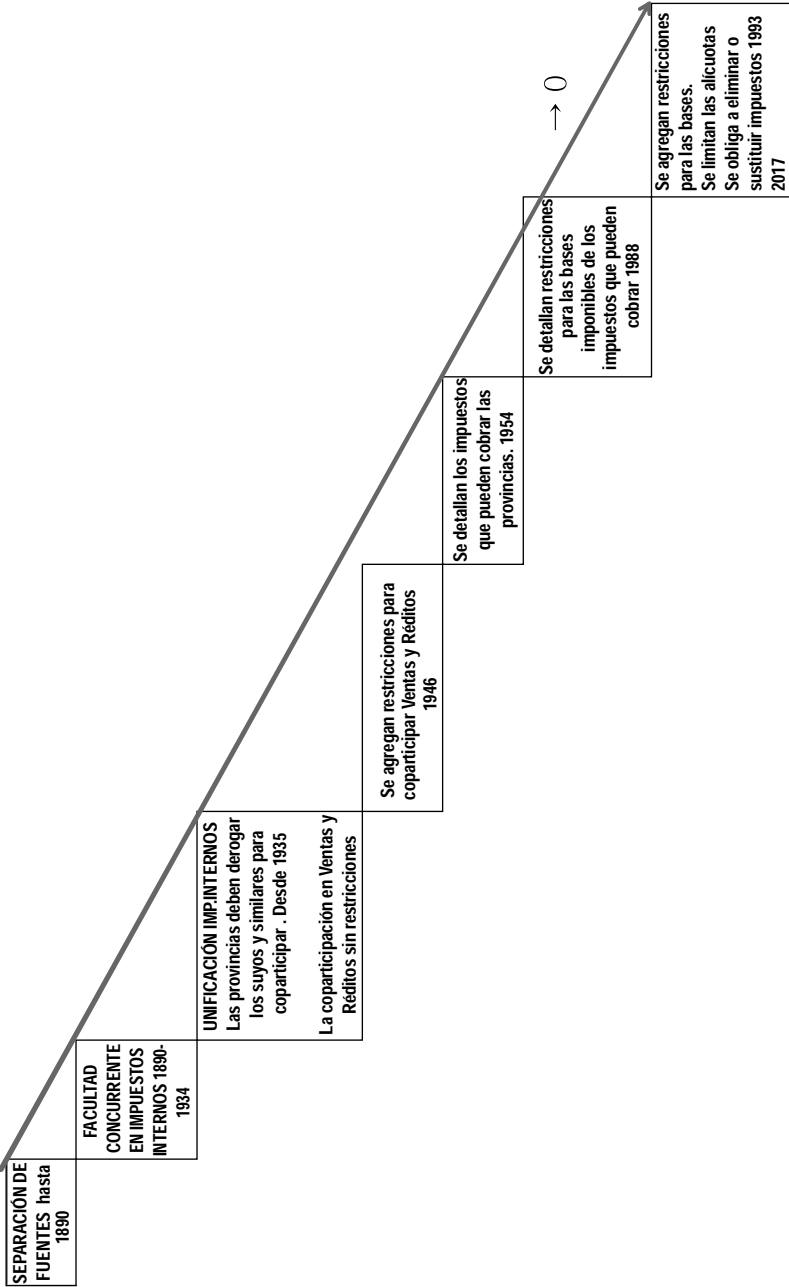 SEPARACIÓN DE
FUENTES hasta
1890
FACULTAD
CONCURRENTE
EN IMPUESTOS
INTERNOS 1890-
1934
UNIFICACIÓN IMP.INTERNOS
Las provincias deben derogar
los suyos y similares para
coparticipar . Desde 1935
La coparticipación en Ventas y
Réditos sin restricciones
Se agregan restricciones para
coparticipar Ventas y Réditos
1946
Se detallan los impuestos
que pueden cobrar las
provincias. 1954
Se detallan restricciones
para las bases
imponibles de los
impuestos que pueden
cobrar 1988
→ 0
Se agregan restricciones
para las bases.
Se limitan las alícuotas
Se obliga a eliminar o
sustituir impuestos 1993
2017